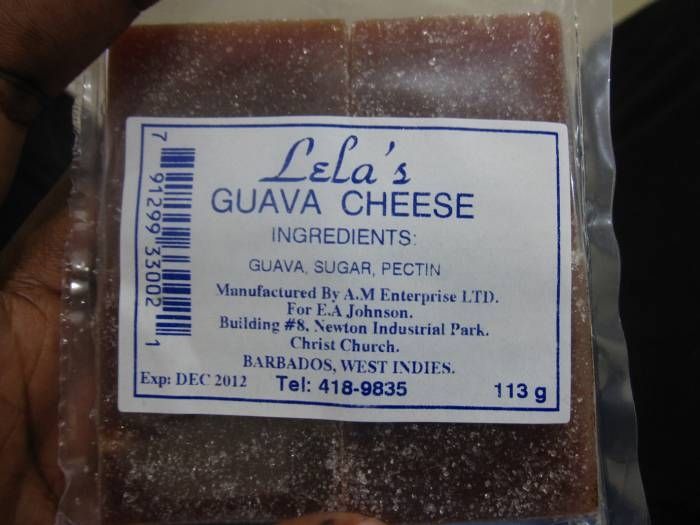 Lela's
GUAVA CHEESE
INGREDIENTS:
GUAVA, SUGAR, PECTIN
Manufactured By A.M Enterprise LTD.
For E.A Johnson.
Building #8, Newton Industrial Park.
Christ Church.
BARBADOS, WEST INDIES.
Exp: DEC 2012
Tel: 418-9835
113 g
7 91299 33002 1